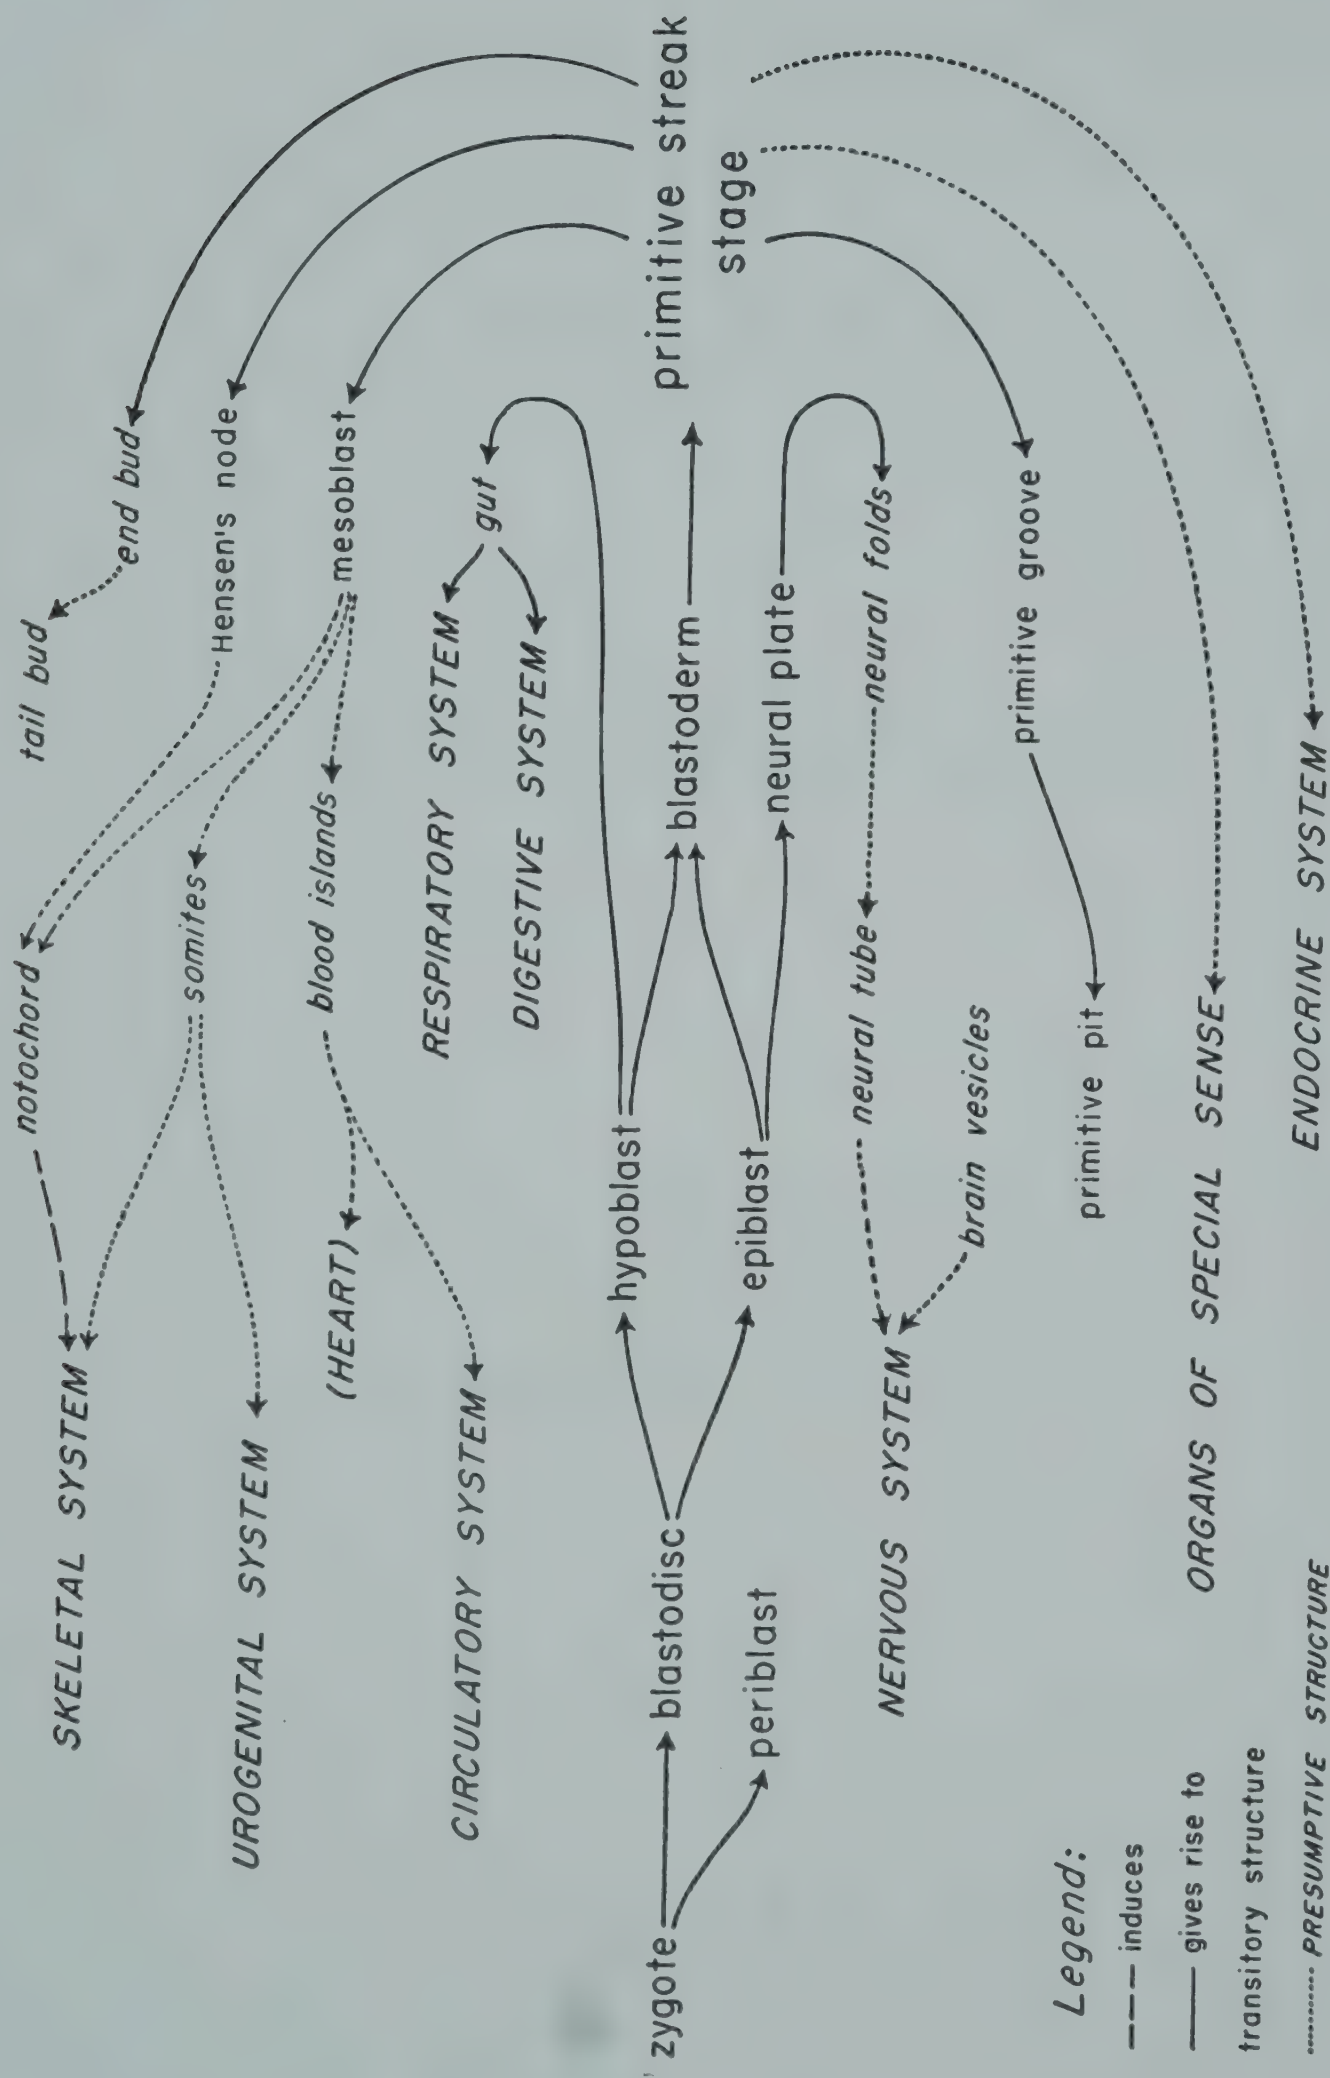 tail bud
end bud
notochord
Hensen's node
SKELETAL SYSTEM
somites
mesoblast
UROGENITAL SYSTEM
blood islands
(HEART)
gut
RESPIRATORY SYSTEM
CIRCULATORY SYSTEM
DIGESTIVE SYSTEM
hypoblast
zygote
blastodisc
blastoderm
primitive streak
stage
periblast
epiblast
neural plate
neural folds
neural tube
NERVOUS SYSTEM
brain vesicles
primitive groove
primitive pit
ORGANS OF SPECIAL SENSE
ENDOCRINE SYSTEM
Legend:
induces
gives rise to
transitory structure
PRESUMPTIVE STRUCTURE